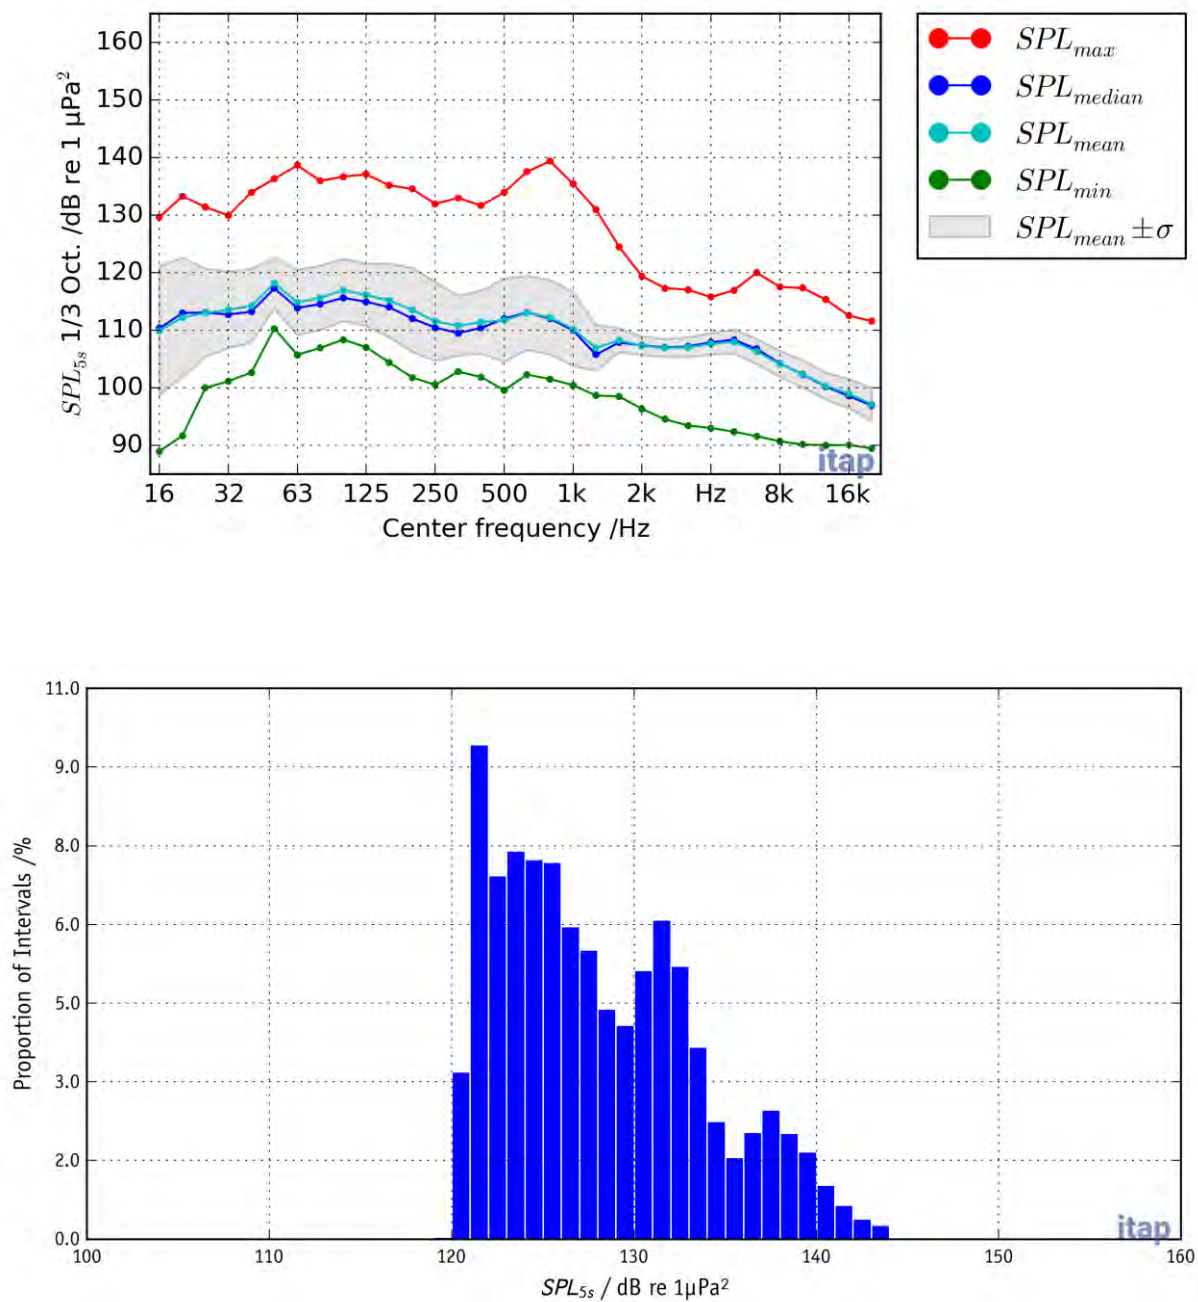 160
150
140
130
120
110
100
90
SPL5s 1/3 Oct. /dB re 1 µPa²
16 32 63 125 250 500 1k 2k Hz 8k 16k
Center frequency /Hz
itap
SPLmax
SPLmedian
SPLmean
SPLmin
SPLmean ±σ
11.0
9.0
8.0
6.0
5.0
3.0
2.0
0.0
Proportion of Intervals /%
100 110 120 130 140 150 160
SPL5s / dB re 1µPa²
itap